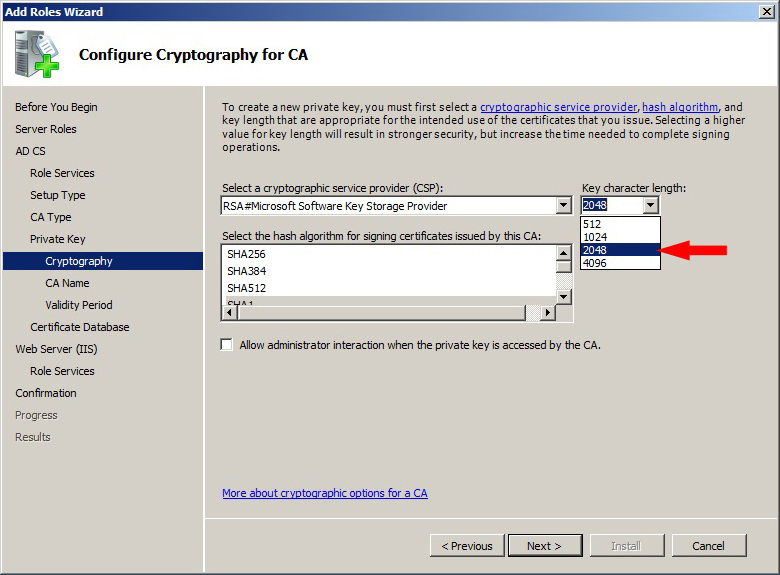 Add Roles Wizard
Configure Cryptography for CA
Before You Begin
Server Roles
AD CS
Role Services
Setup Type
CA Type
Private Key
Cryptography
CA Name
Validity Period
Certificate Database
Web Server (IIS)
Role Services
Confirmation
Progress
Results
To create a new private key, you must first select a cryptographic service provider, hash algorithm, and
key length that are appropriate for the intended use of the certificates that you issue. Selecting a higher
value for key length will result in stronger security, but increase the time needed to complete signing
operations.
Select a cryptographic service provider (CSP):
RSA#Microsoft Software Key Storage Provider
Key character length:
2048
512
1024
2048
4096
Select the hash algorithm for signing certificates issued by this CA:
SHA256
SHA384
SHA512
SHA1
Allow administrator interaction when the private key is accessed by the CA.
More about cryptographic options for a CA
< Previous
Next >
Install
Cancel